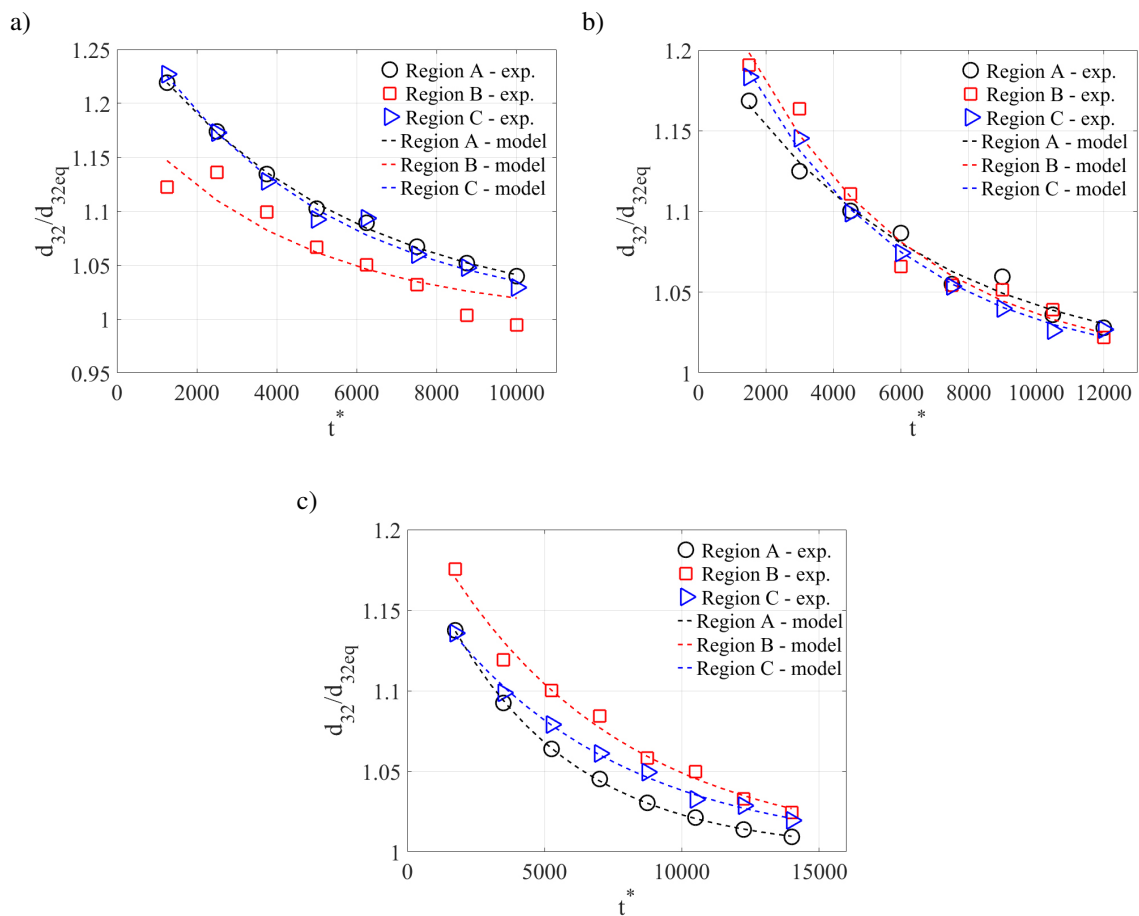 a)
1.25
1.2
1.15
1.1
1.05
1
0.95
d32/d32eq
0 2000 4000 6000 8000 10000
t*
Region A - exp.
Region B - exp.
Region C - exp.
Region A - model
Region B - model
Region C - model
b)
1.2
1.15
1.1
1.05
1
d32/d32eq
0 2000 4000 6000 8000 10000 12000
t*
Region A - exp.
Region B - exp.
Region C - exp.
Region A - model
Region B - model
Region C - model
c)
1.2
1.15
1.1
1.05
1
d32/d32eq
0 5000 10000 15000
t*
Region A - exp.
Region B - exp.
Region C - exp.
Region A - model
Region B - model
Region C - model